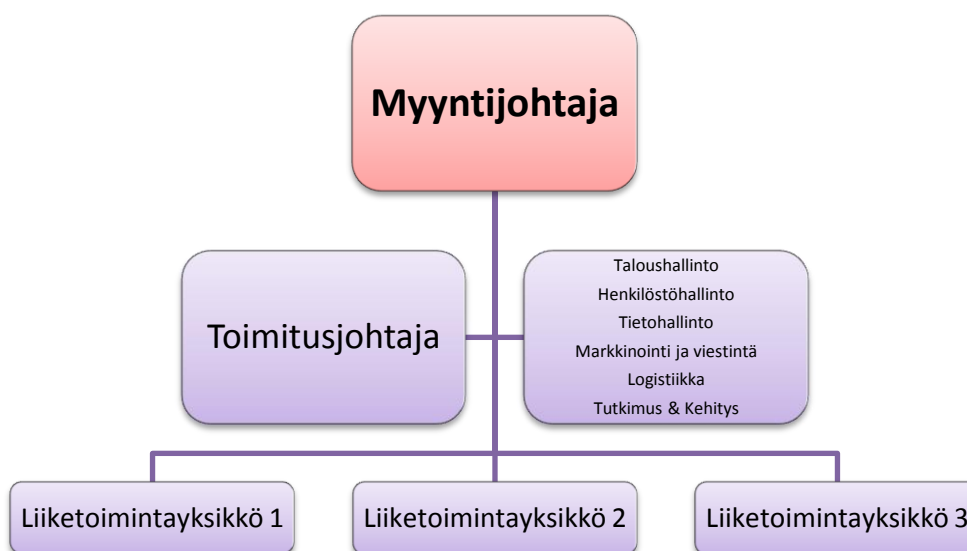 Myyntijohtaja
Toimitusjohtaja
Taloushallinto
Henkilöstöhallinto
Tietohallinto
Markkinointi ja viestintä
Logistiikka
Tutkimus & Kehitys
Liiketoimintayksikkö 1
Liiketoimintayksikkö 2
Liiketoimintayksikkö 3